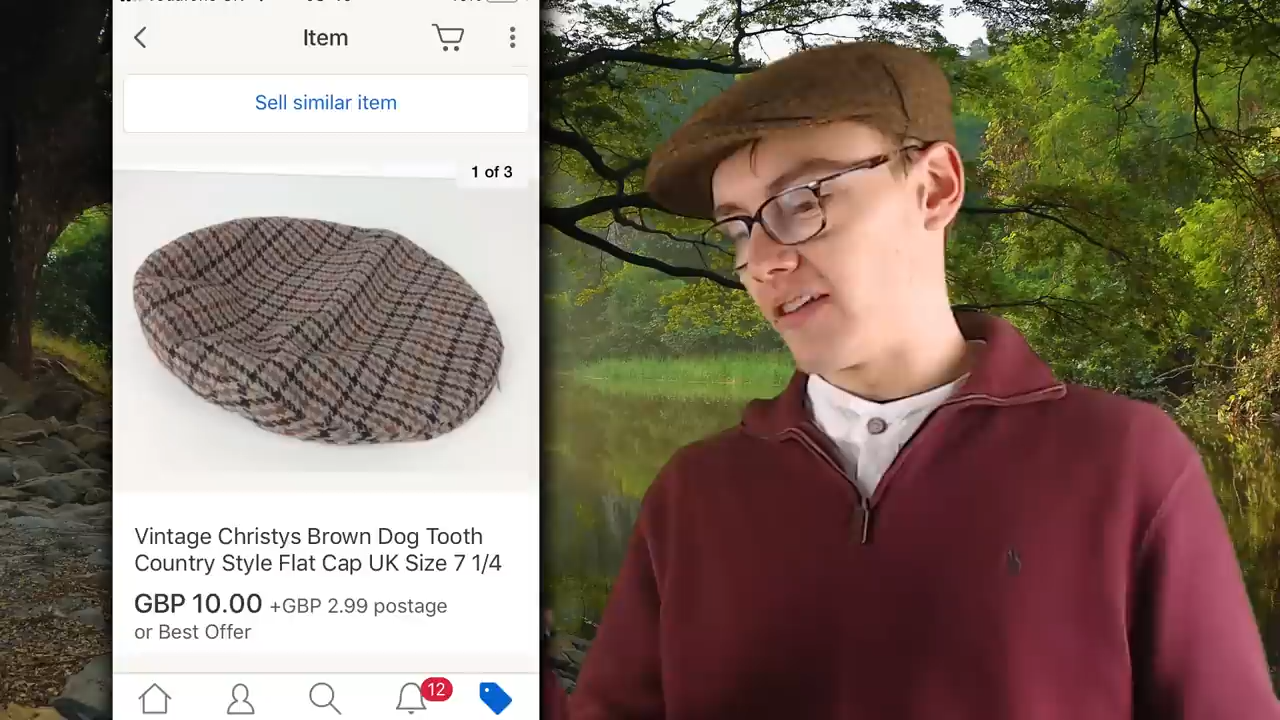 Item
Sell similar item
1 of 3
Vintage Christys Brown Dog Tooth
Country Style Flat Cap UK Size 7 1/4
GBP 10.00 +GBP 2.99 postage
or Best Offer
12